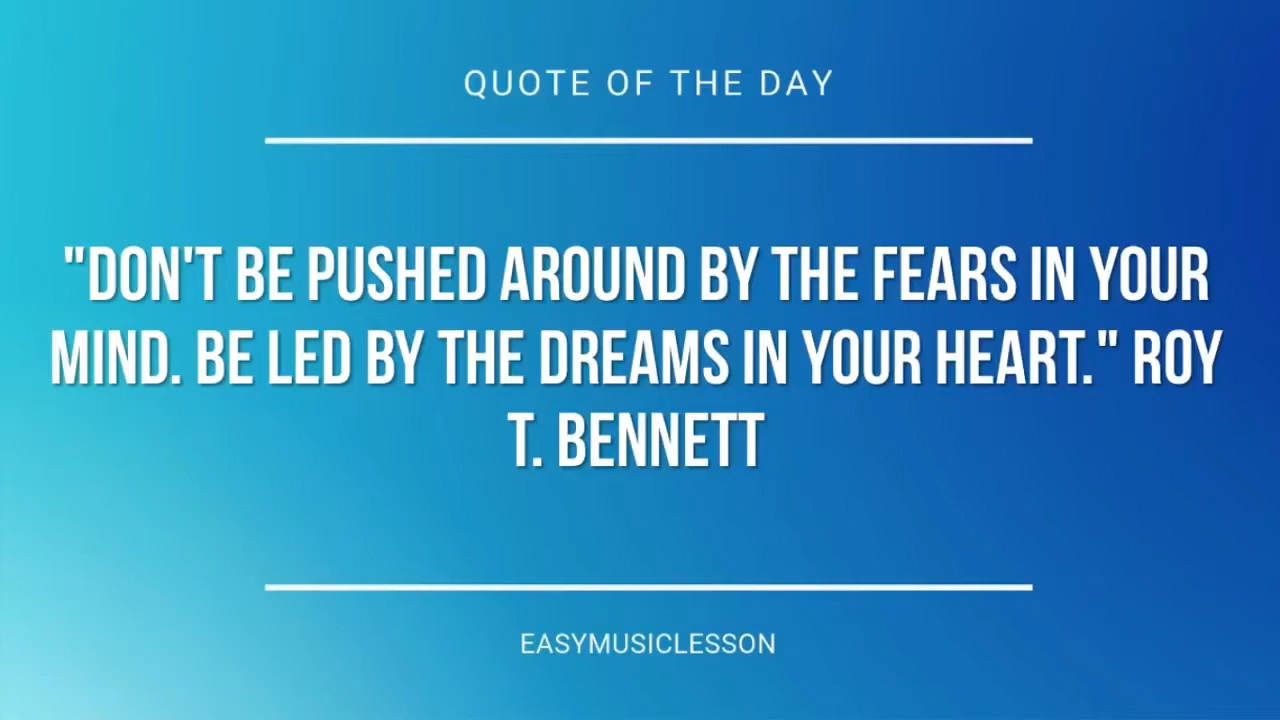 QUOTE OF THE DAY
"DON'T BE PUSHED AROUND BY THE FEARS IN YOUR
MIND. BE LED BY THE DREAMS IN YOUR HEART." ROY
T. BENNETT
EASYMUSICLESSON